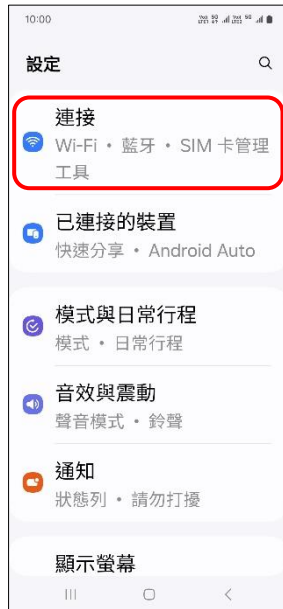 10:00
設定
連接
Wi-Fi • 藍牙 • SIM 卡管理
工具
已連接的裝置
快速分享 • Android Auto
模式與日常行程
模式 • 日常行程
音效與震動
聲音模式 • 鈴聲
通知
狀態列 • 請勿打擾
顯示螢幕